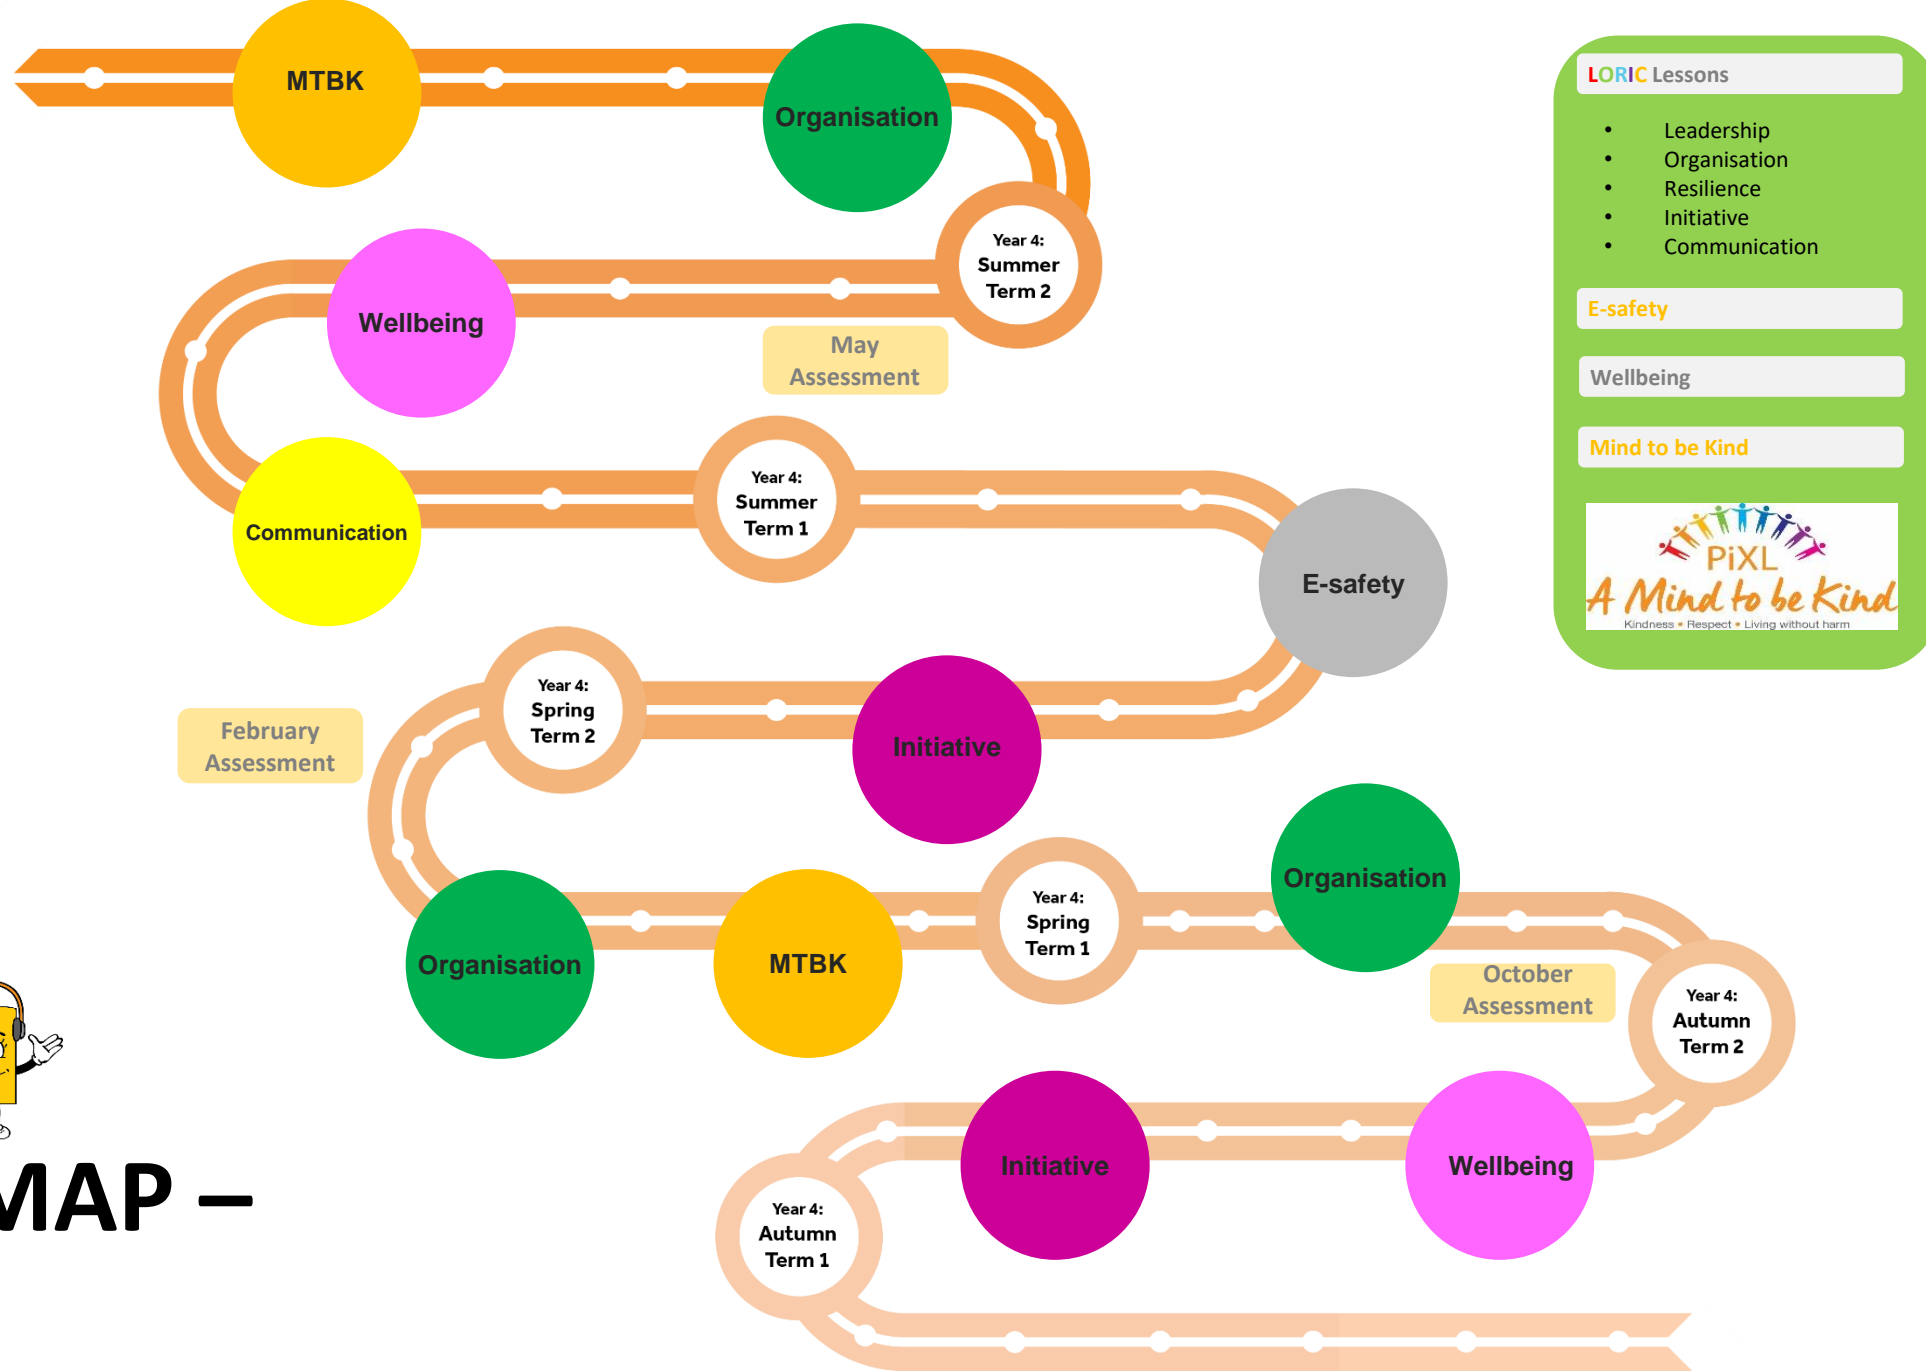 MTBK
Organisation
Year 4:
Summer
Term 2
Wellbeing
May
Assessment
Year 4:
Summer
Term 1
Communication
E-safety
Year 4:
Spring
Term 2
February
Assessment
Initiative
Organisation
Year 4:
Spring
Term 1
Organisation
MTBK
October
Assessment
Year 4:
Autumn
Term 2
Initiative
Wellbeing
Year 4:
Autumn
Term 1
MAP –
LORIC Lessons
• Leadership
• Organisation
• Resilience
• Initiative
• Communication
E-safety
Wellbeing
Mind to be Kind
PiXL
A Mind to be Kind
Kindness • Respect • Living without harm